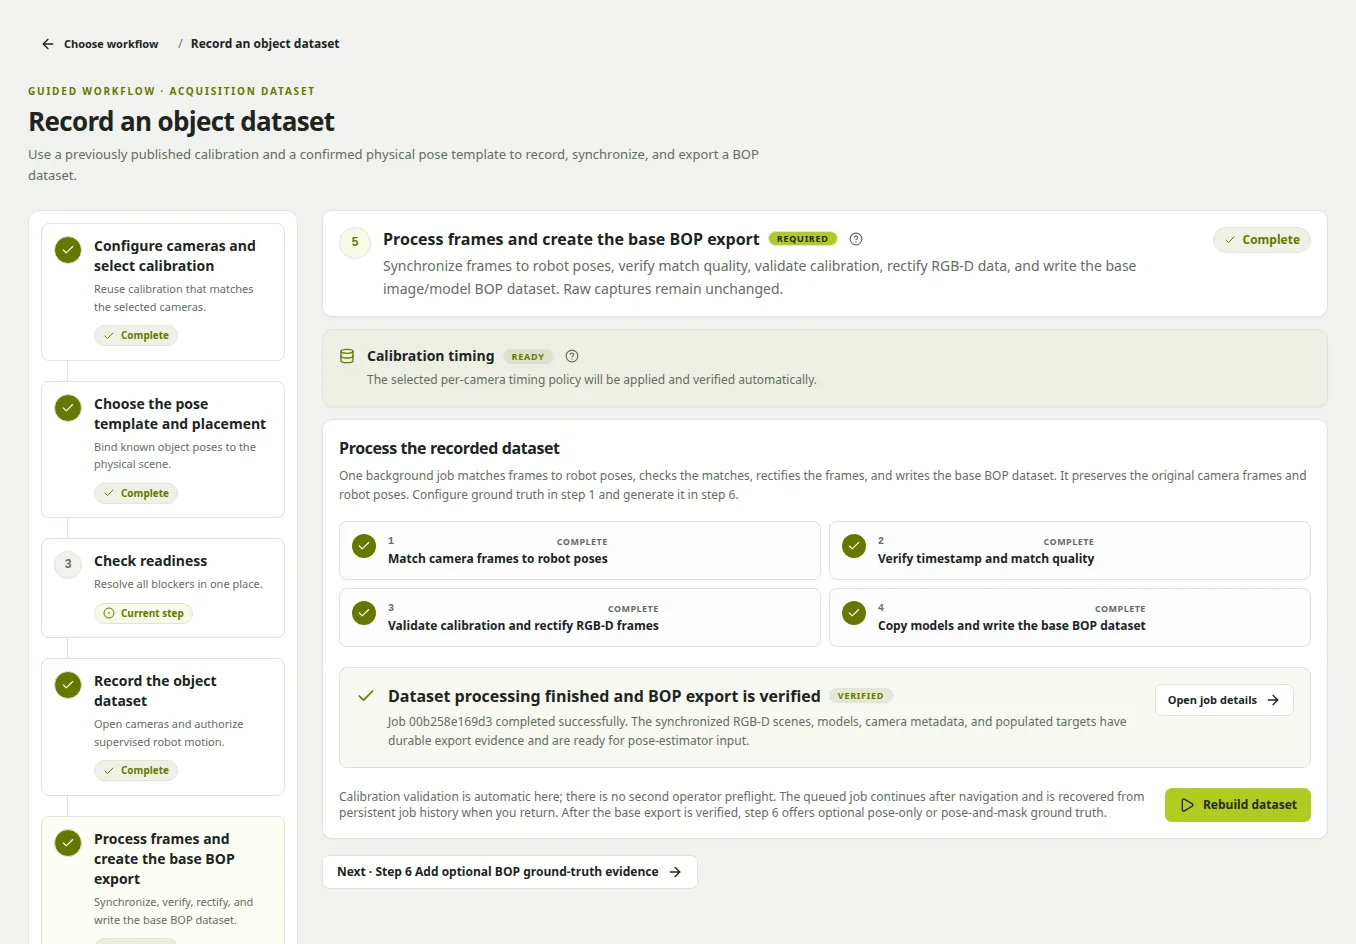 Choose workflow / Record an object dataset
GUIDED WORKFLOW · ACQUISITION DATASET
Record an object dataset
Use a previously published calibration and a confirmed physical pose template to record, synchronize, and export a BOP
dataset.
Configure cameras and
select calibration
Reuse calibration that matches
the selected cameras.
Complete
Choose the pose
template and placement
Bind known object poses to the
physical scene.
Complete
3
Check readiness
Resolve all blockers in one place.
Current step
Record the object
dataset
Open cameras and authorize
supervised robot motion.
Complete
Process frames and
create the base BOP
export
Synchronize, verify, rectify, and
write the base BOP dataset.
5
Process frames and create the base BOP export REQUIRED
Complete
Synchronize frames to robot poses, verify match quality, validate calibration, rectify RGB-D data, and write the base
image/model BOP dataset. Raw captures remain unchanged.
Calibration timing READY
The selected per-camera timing policy will be applied and verified automatically.
Process the recorded dataset
One background job matches frames to robot poses, checks the matches, rectifies the frames, and writes the base BOP dataset. It preserves the original camera frames and
robot poses. Configure ground truth in step 1 and generate it in step 6.
1 COMPLETE
Match camera frames to robot poses
2 COMPLETE
Verify timestamp and match quality
3 COMPLETE
Validate calibration and rectify RGB-D frames
4 COMPLETE
Copy models and write the base BOP dataset
Dataset processing finished and BOP export is verified VERIFIED
Job 00b258e169d3 completed successfully. The synchronized RGB-D scenes, models, camera metadata, and populated targets have
durable export evidence and are ready for pose-estimator input.
Open job details
Calibration validation is automatic here; there is no second operator preflight. The queued job continues after navigation and is recovered from
persistent job history when you return. After the base export is verified, step 6 offers optional pose-only or pose-and-mask ground truth.
Rebuild dataset
Next · Step 6 Add optional BOP ground-truth evidence